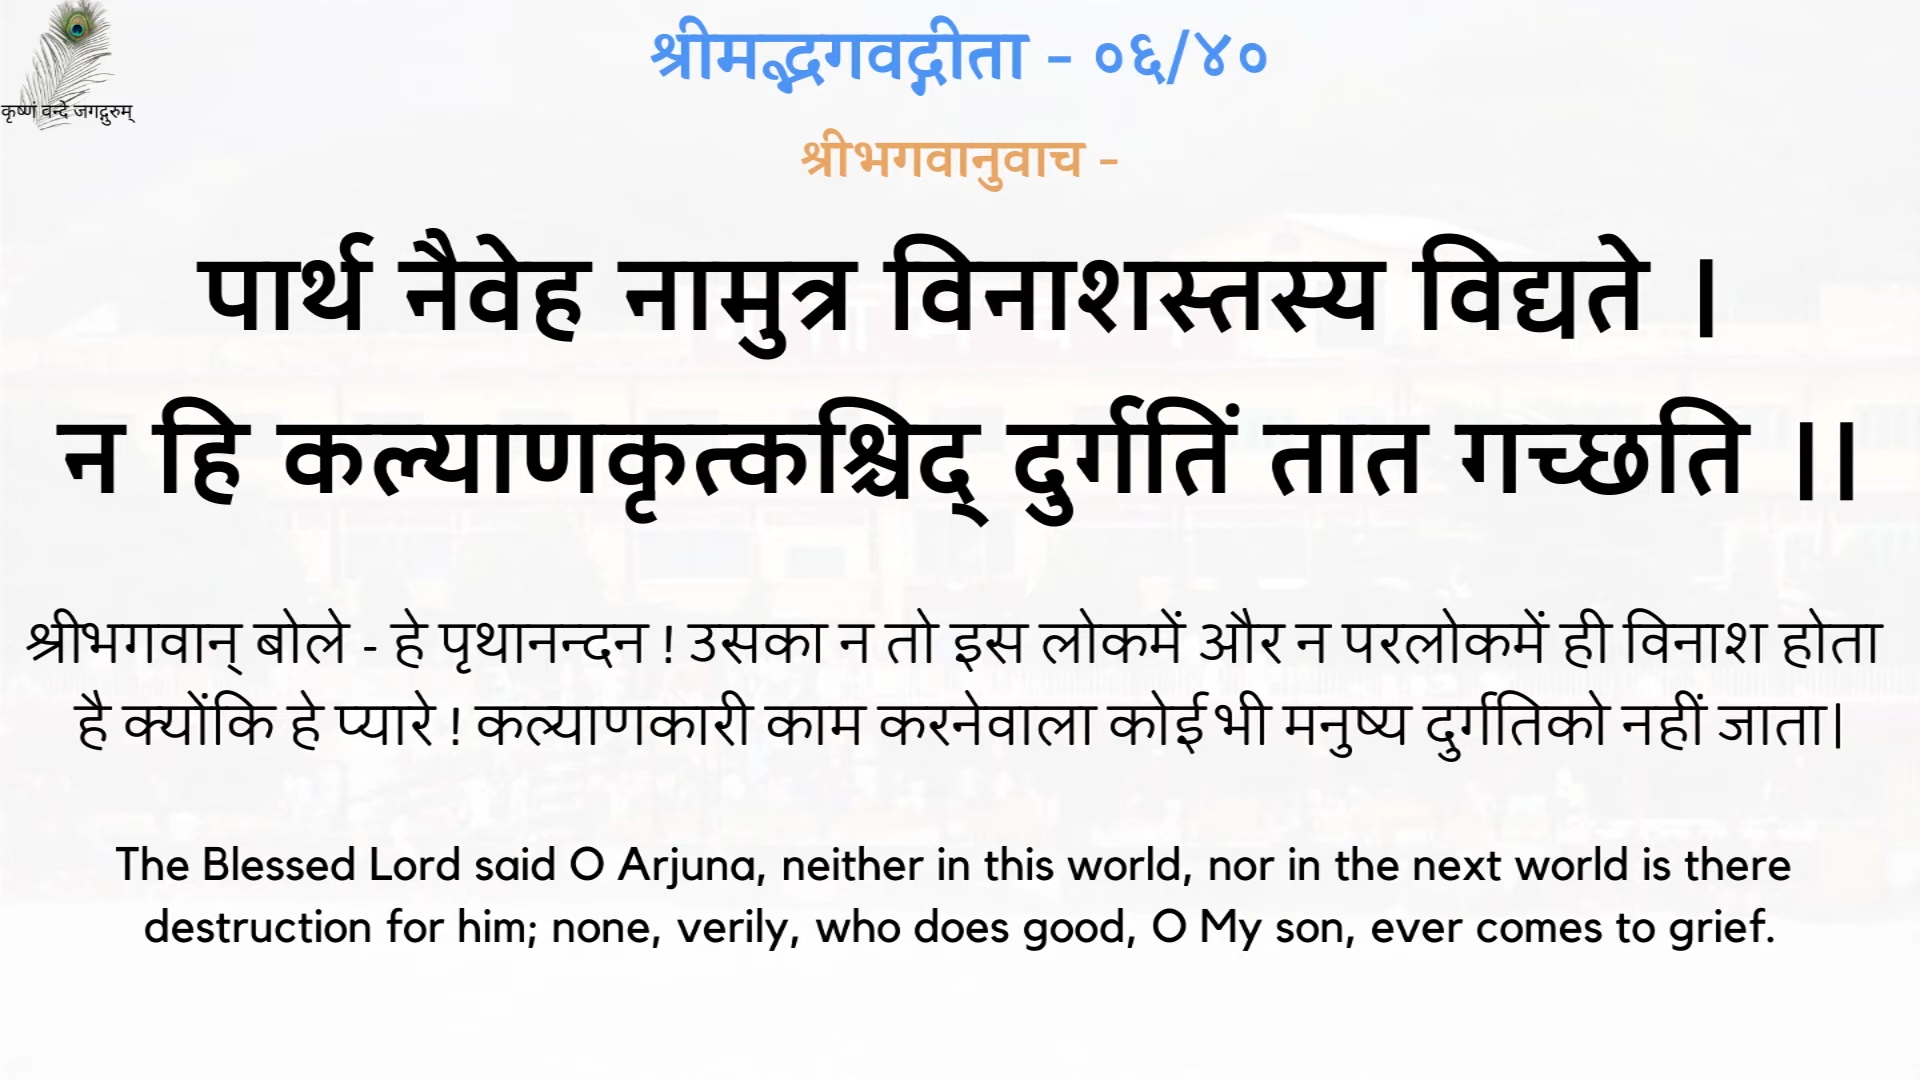 कृष्णं वन्दे जगद्गुरुम्
श्रीमद्भगवद्गीता - ०६/४०
श्रीभगवानुवाच -
पार्थ नैवेह नामुत्र विनाशस्तस्य विद्यते ।
न हि कल्याणकृत्कश्चिद् दुर्गतिं तात गच्छति ।।
श्रीभगवान् बोले - हे पृथानन्दन ! उसका न तो इस लोकमें और न परलोकमें ही विनाश होता
है क्योंकि हे प्यारे ! कल्याणकारी काम करनेवाला कोई भी मनुष्य दुर्गतिको नहीं जाता।
The Blessed Lord said O Arjuna, neither in this world, nor in the next world is there
destruction for him; none, verily, who does good, O My son, ever comes to grief.